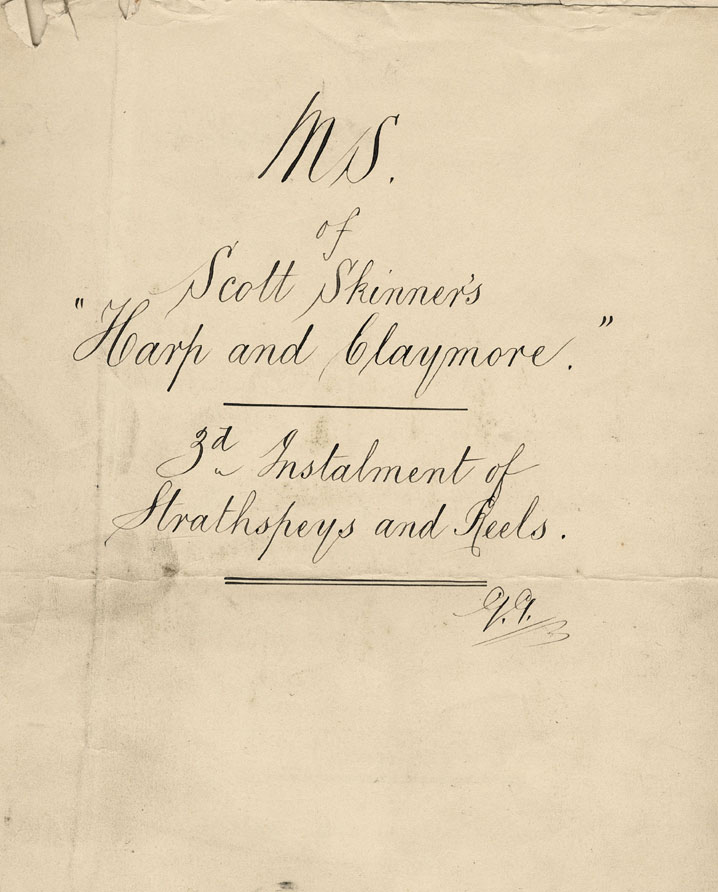 MS.
of
Scott Skinner's
"Harp and Claymore."
3d Instalment of
Strathspeys and Reels.